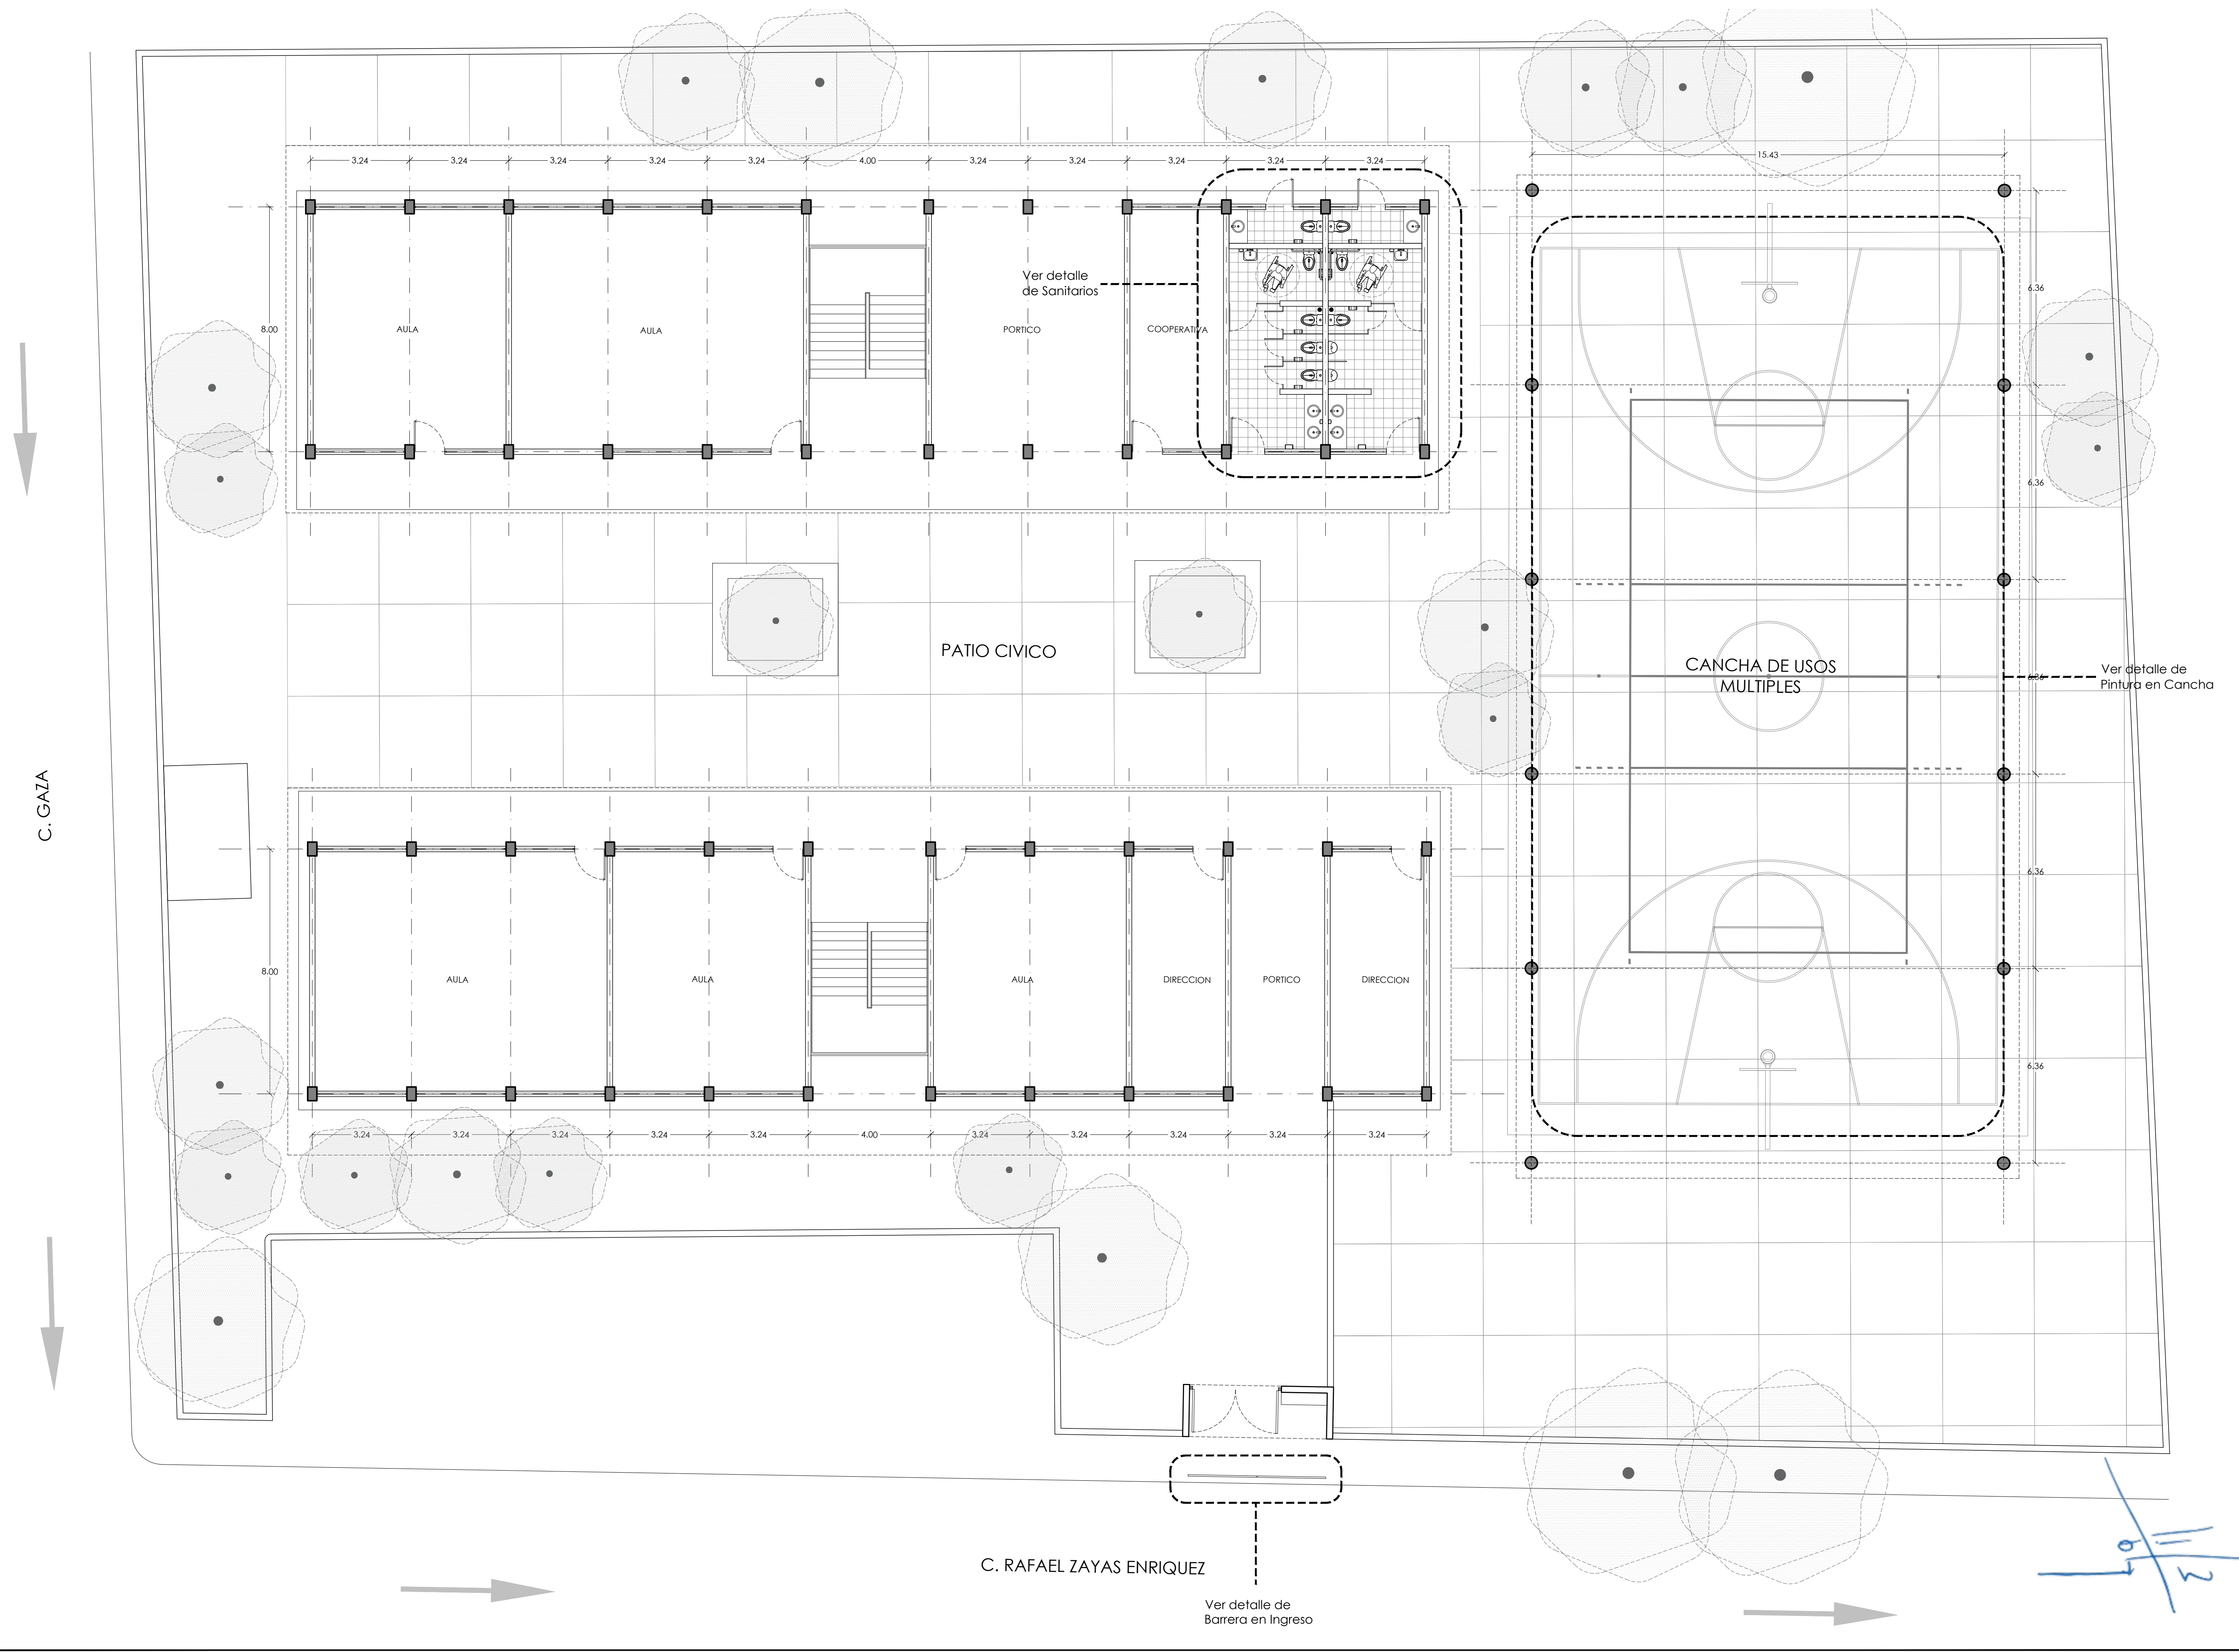 3.24 3.24 3.24 3.24 3.24 4.00 3.24 3.24 3.24 3.24 3.24
15.43
8.00
AULA
AULA
PORTICO
COOPERATIVA
Ver detalle
de Sanitarios
6.36
6.36
6.36
6.36
6.36
PATIO CIVICO
CANCHA DE USOS
MULTIPLES
Ver detalle de
Pintura en Cancha
C. GAZA
8.00
AULA
AULA
AULA
DIRECCION
PORTICO
DIRECCION
3.24 3.24 3.24 3.24 3.24 4.00 3.24 3.24 3.24 3.24 3.24
C. RAFAEL ZAYAS ENRIQUEZ
Ver detalle de
Barrera en Ingreso